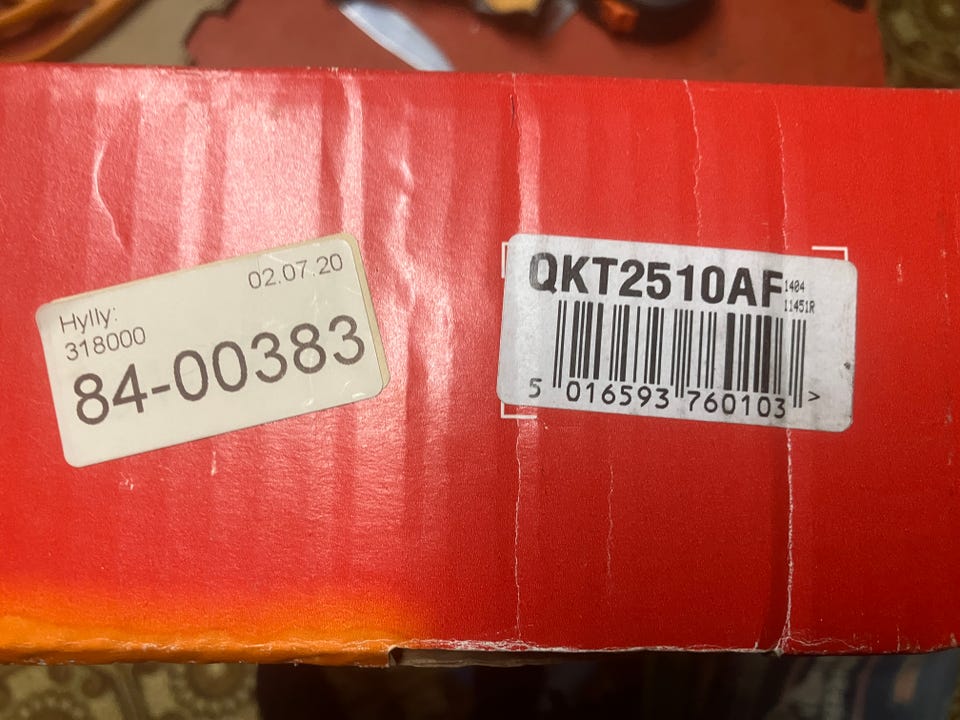 02.07.20
Hylly:
318000
84-00383
QKT2510AF
1404
11451R
5 016593 760103 >